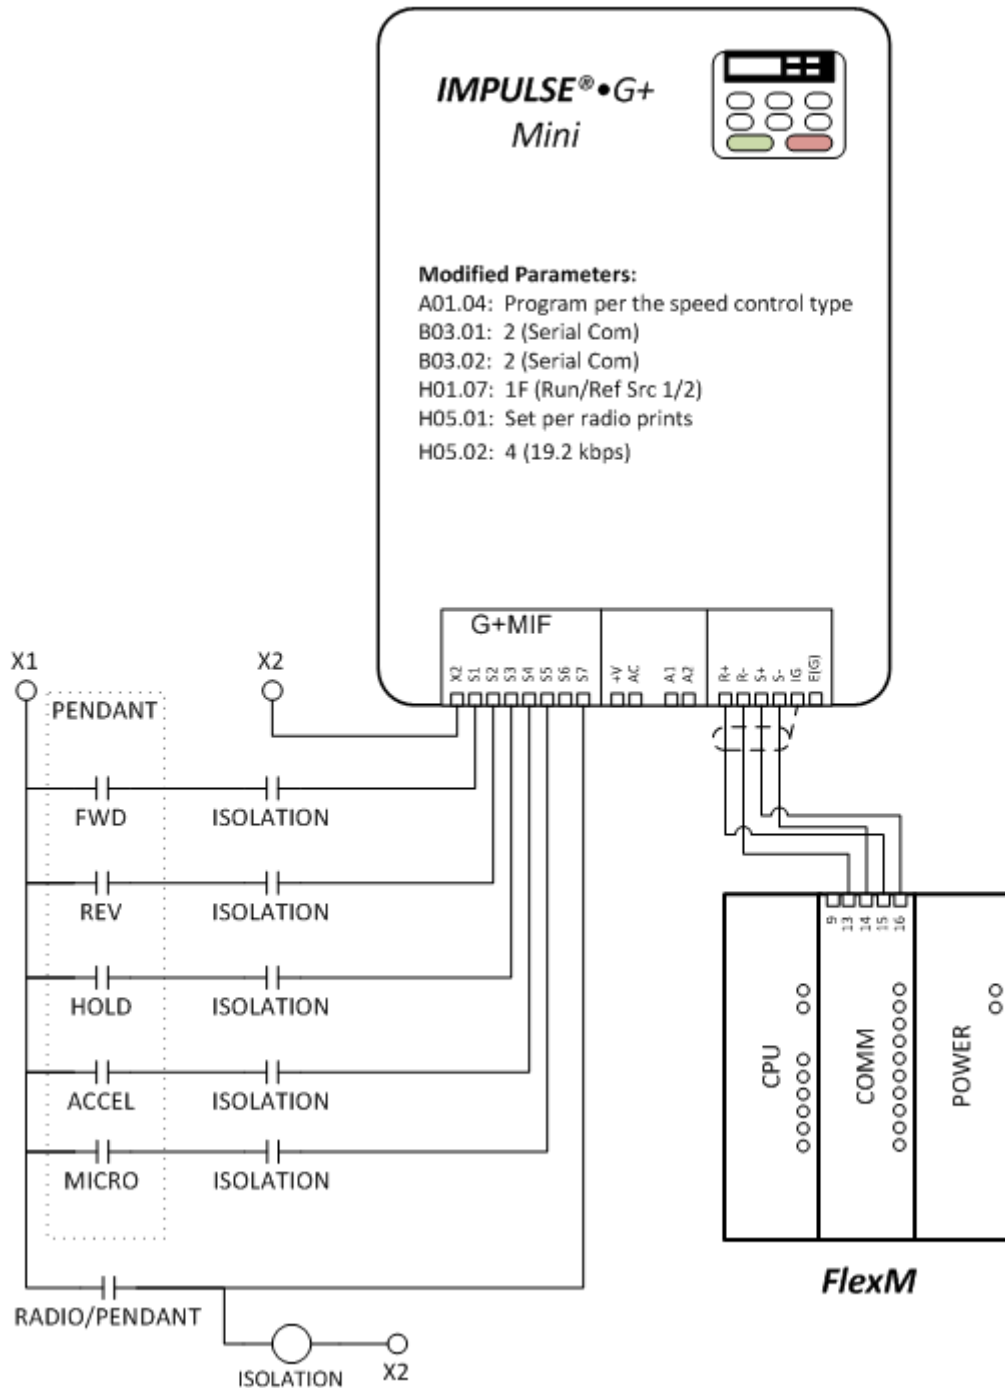 IMPULSE®•G+
Mini
Modified Parameters:
A01.04: Program per the speed control type
B03.01: 2 (Serial Com)
B03.02: 2 (Serial Com)
H01.07: 1F (Run/Ref Src 1/2)
H05.01: Set per radio prints
H05.02: 4 (19.2 kbps)
G+MIF
X2 S1 S2 S3 S4 S5 S6 S7 +V AC A1 A2 R+ R- S+ S- IG E(G)
X1 X2
PENDANT
FWD ISOLATION
REV ISOLATION
HOLD ISOLATION
ACCEL ISOLATION
MICRO ISOLATION
RADIO/PENDANT
ISOLATION X2
9 13 14 15 16
CPU COMM POWER
FlexM